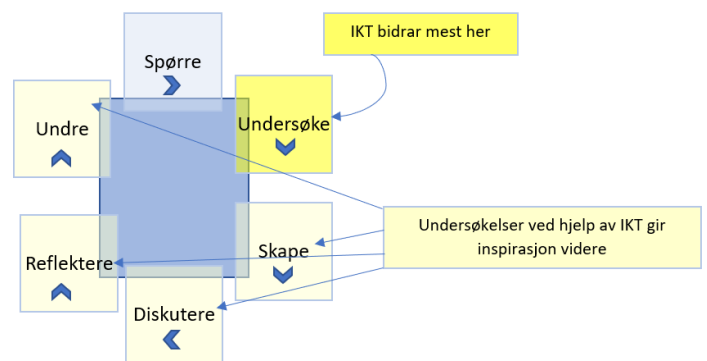 IKT bidrar mest her
Spørre
Undersøke
Undre
Undersøkelser ved hjelp av IKT gir
inspirasjon videre
Skape
Reflektere
Diskutere